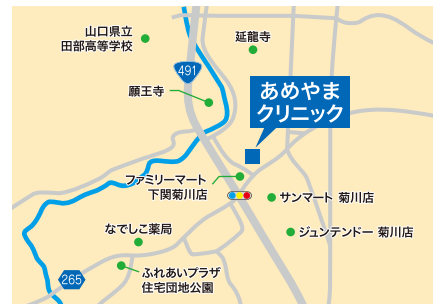 山口県立
田部高等学校
延龍寺
491
願王寺
あめやま
クリニック
ファミリーマート
下関菊川店
サンマート 菊川店
なでしこ薬局
ジュンテンドー 菊川店
265
ふれあいプラザ
住宅団地公園